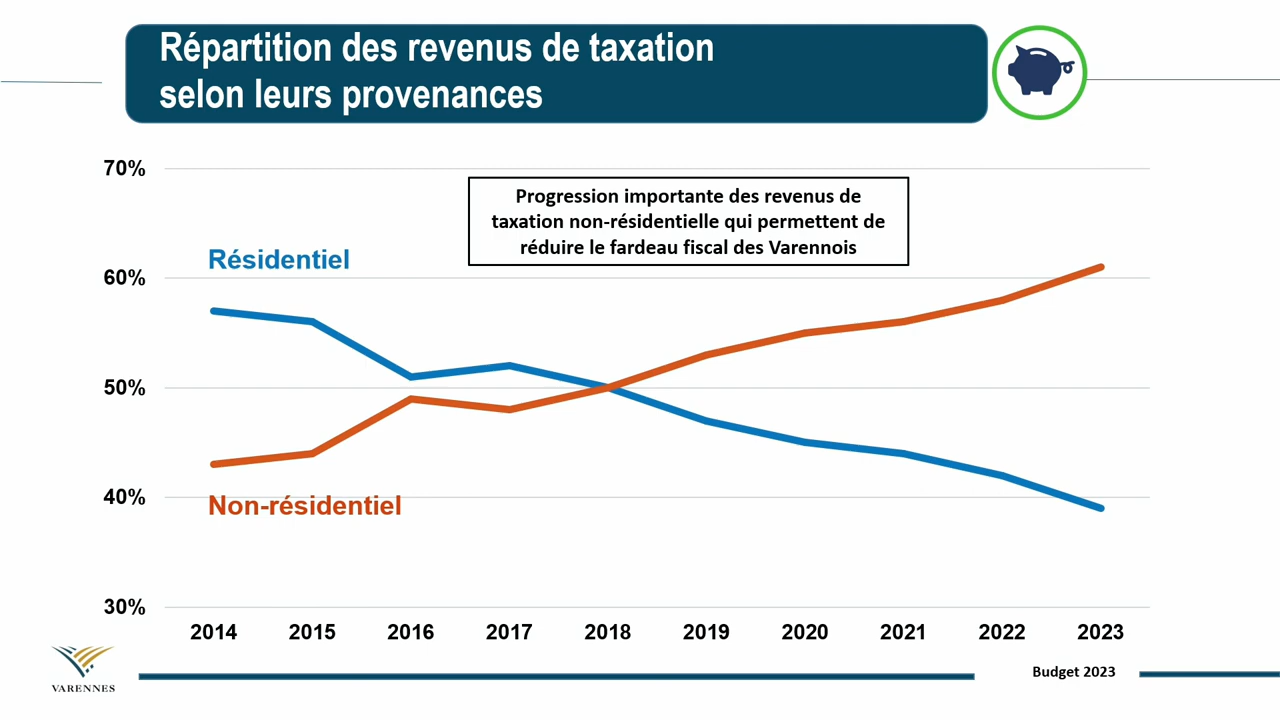 Répartition des revenus de taxation
selon leurs provenances
70%
Progression importante des revenus de
taxation non-résidentielle qui permettent de
réduire le fardeau fiscal des Varennois
Résidentiel
60%
50%
40%
Non-résidentiel
30%
2014 2015 2016 2017 2018 2019 2020 2021 2022 2023
VARENNES
Budget 2023